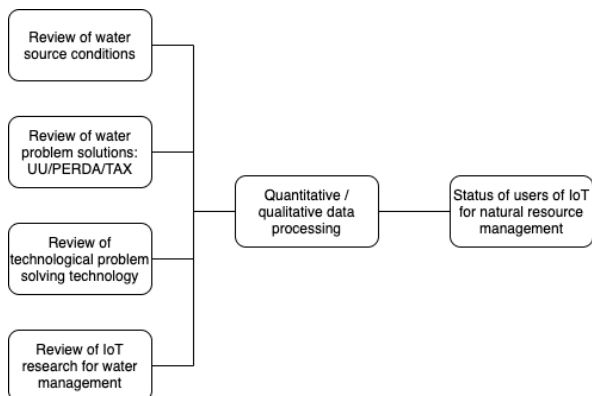 Review of water
source conditions
Review of water
problem solutions:
UU/PERDA/TAX
Review of
technological problem
solving technology
Review of IoT
research for water
management
Quantitative /
qualitative data
processing
Status of users of IoT
for natural resource
management